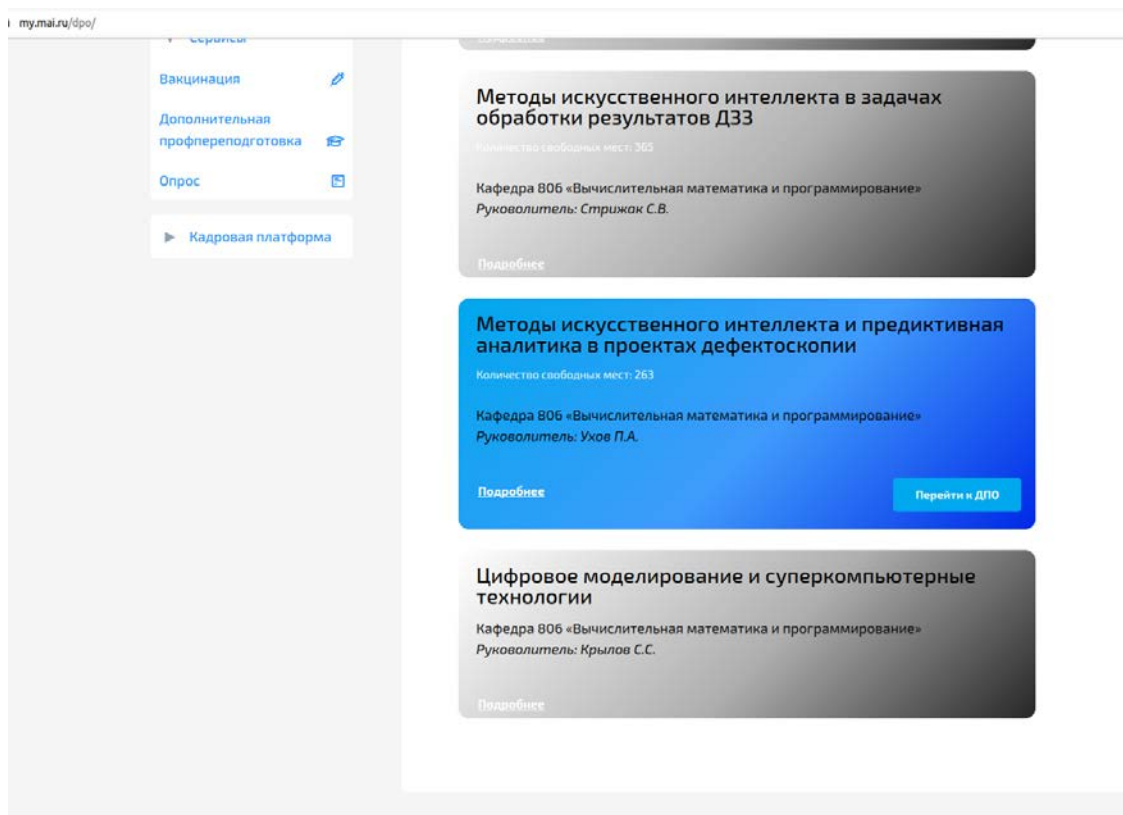 my.mai.ru/dpo/
Сервисы
Вакцинация
Дополнительная
профпереподготовка
Опрос
Кадровая платформа
Методы искусственного интеллекта в задачах
обработки результатов ДЗЗ
Количество свободных мест: 365
Кафедра 806 «Вычислительная математика и программирование»
Руководитель: Стрижак С.В.
Подробнее
Методы искусственного интеллекта и предиктивная
аналитика в проектах дефектоскопии
Количество свободных мест: 263
Кафедра 806 «Вычислительная математика и программирование»
Руководитель: Ухов П.А.
Подробнее
Перейти к ДПО
Цифровое моделирование и суперкомпьютерные
технологии
Кафедра 806 «Вычислительная математика и программирование»
Руководитель: Крылов С.С.
Подробнее